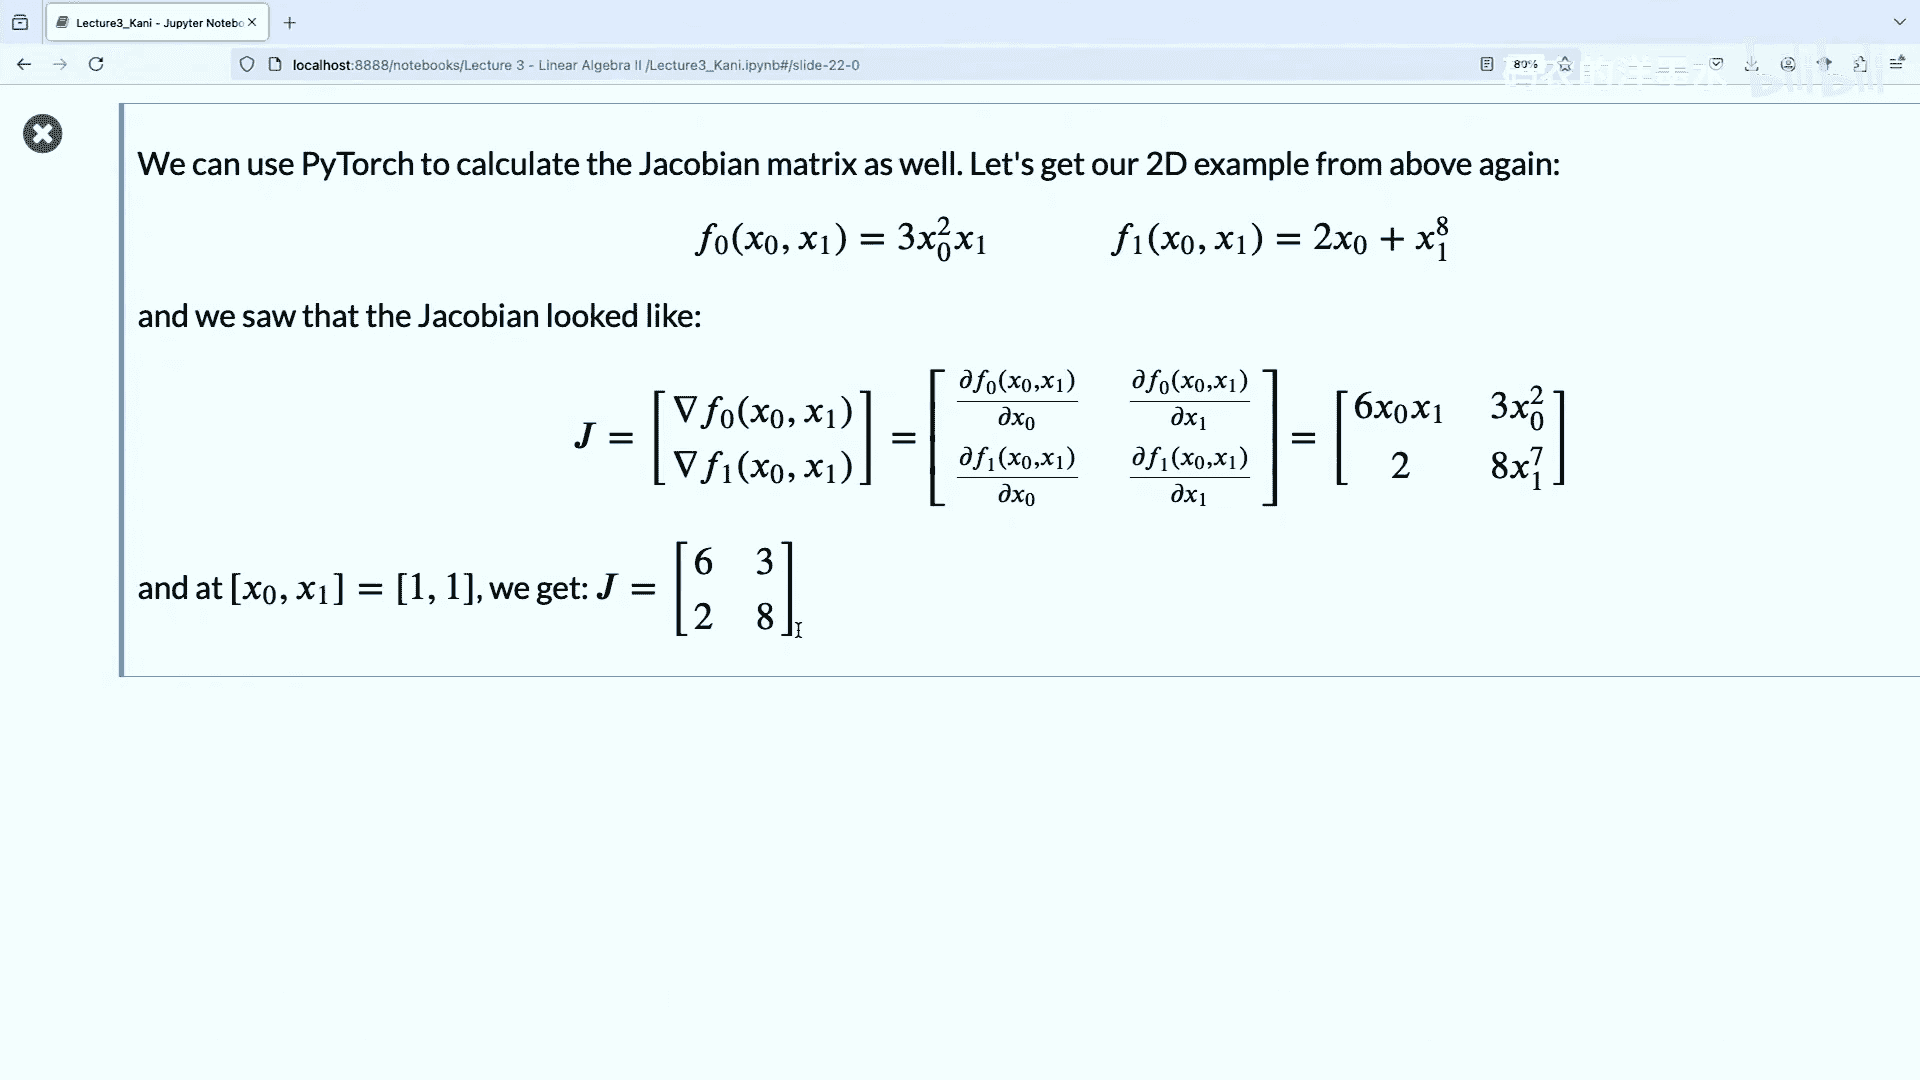 Lecture3_Kani - Jupyter Notebo
localhost:8888/notebooks/Lecture 3 - Linear Algebra II /Lecture3_Kani.ipynb#/slide-22-0
80%
We can use PyTorch to calculate the Jacobian matrix as well. Let's get our 2D example from above again:
f₀(x₀, x₁) = 3x₀²x₁ f₁(x₀, x₁) = 2x₀ + x₁⁸
and we saw that the Jacobian looked like:
J = [∇f₀(x₀, x₁) ; ∇f₁(x₀, x₁)] = [∂f₀(x₀,x₁)/∂x₀ ∂f₀(x₀,x₁)/∂x₁ ; ∂f₁(x₀,x₁)/∂x₀ ∂f₁(x₀,x₁)/∂x₁] = [6x₀x₁ 3x₀² ; 2 8x₁⁷]
and at [x₀, x₁] = [1, 1], we get: J = [6 3 ; 2 8]